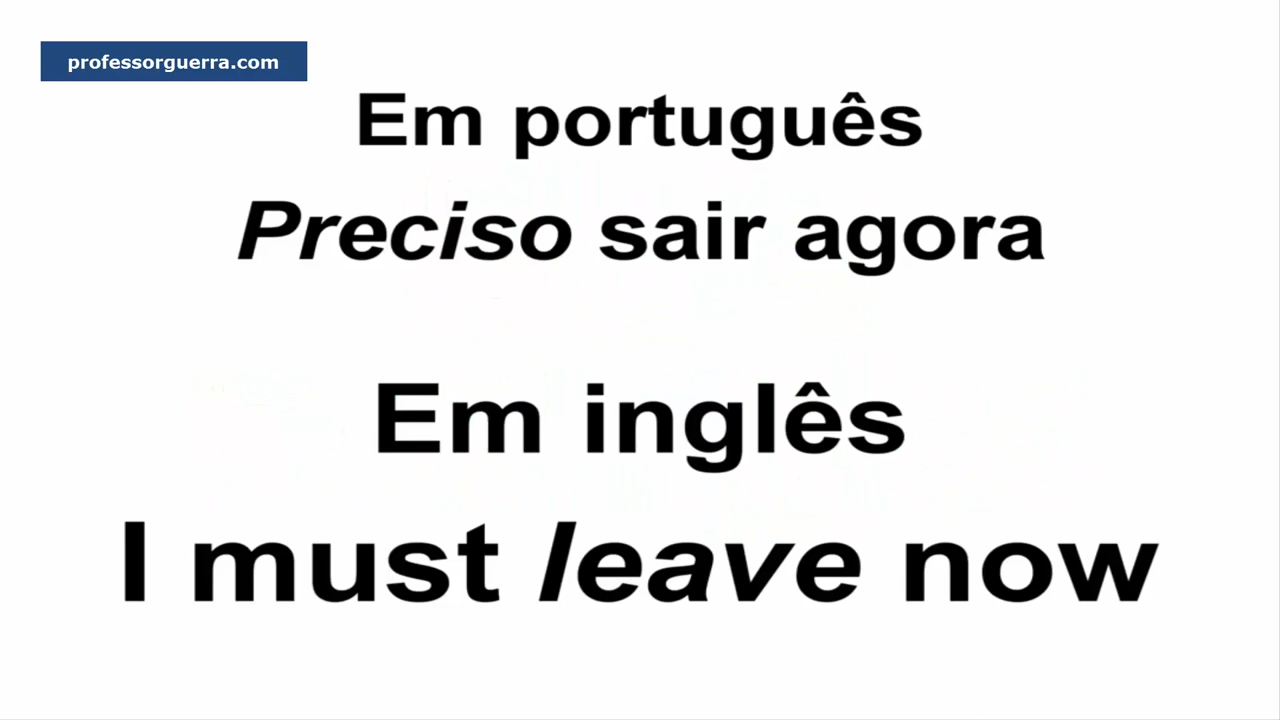 professorguerra.com
Em português
Preciso sair agora
Em inglês
I must leave now